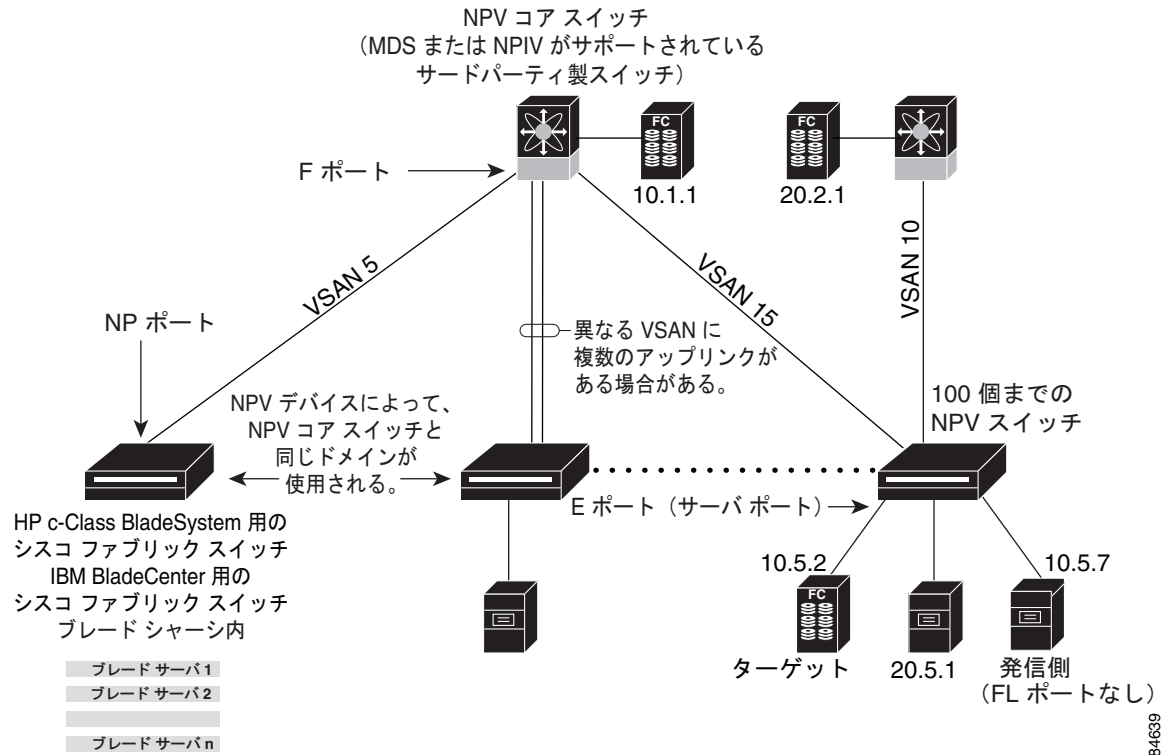 NPV コア スイッチ
（MDS または NPIV がサポートされている
サードパーティ製スイッチ）
FC
FC
F ポート
10.1.1
20.2.1
VSAN 5
VSAN 15
VSAN 10
NP ポート
異なる VSAN に
複数のアップリンクが
ある場合がある。
100 個までの
NPV スイッチ
NPV デバイスによって、
NPV コア スイッチと
同じドメインが
使用される。
E ポート（サーバ ポート）
HP c-Class BladeSystem 用の
シスコ ファブリック スイッチ
IBM BladeCenter 用の
シスコ ファブリック スイッチ
ブレード シャーシ内
10.5.2
10.5.7
FC
ターゲット
20.5.1
発信側
（FL ポートなし）
ブレード サーバ 1
ブレード サーバ 2
ブレード サーバ n
84639